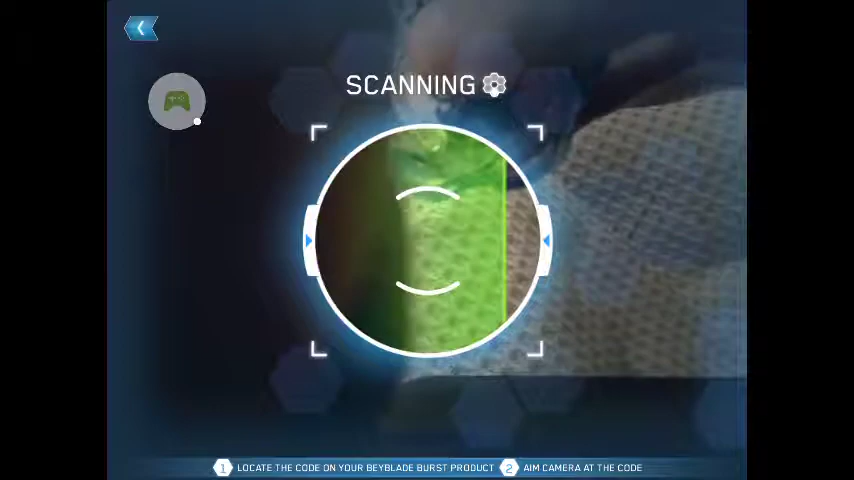 SCANNING
1 LOCATE THE CODE ON YOUR BEYBLADE BURST PRODUCT 2 AIM CAMERA AT THE CODE